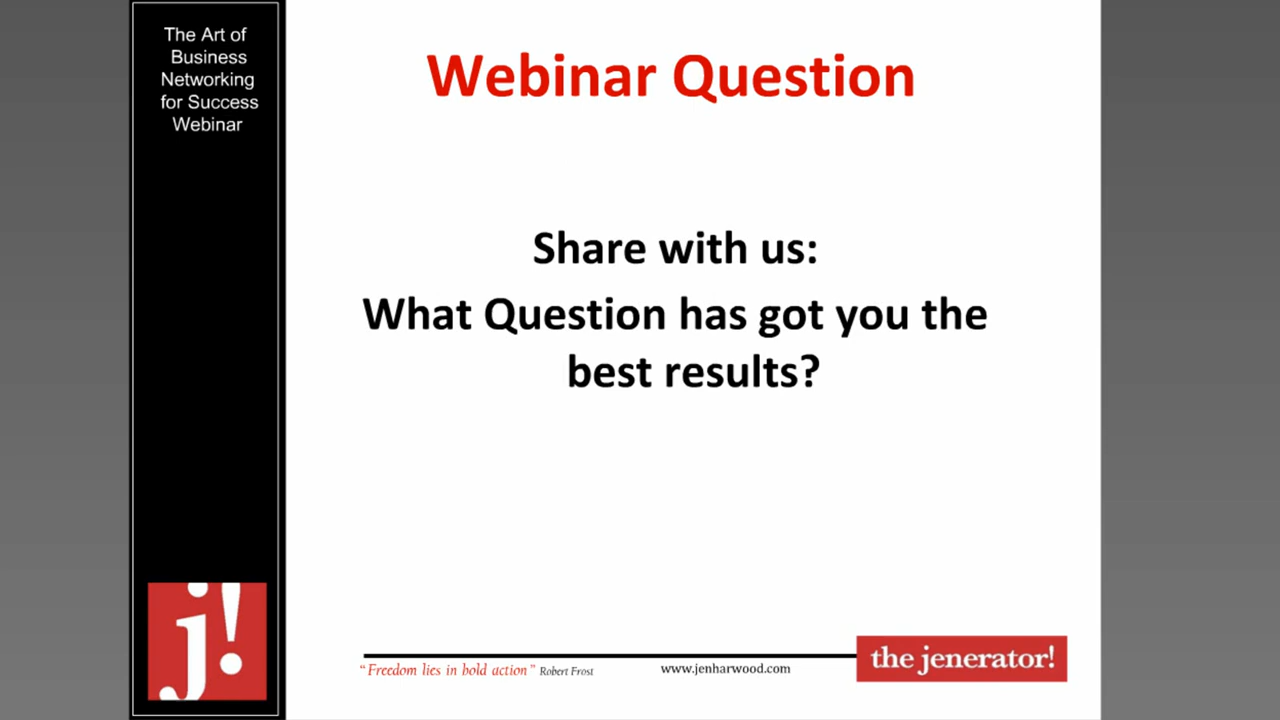 The Art of
Business
Networking
for Success
Webinar
Webinar Question
Share with us:
What Question has got you the
best results?
j!
"Freedom lies in bold action" Robert Frost
www.jenharwood.com
the jenerator!